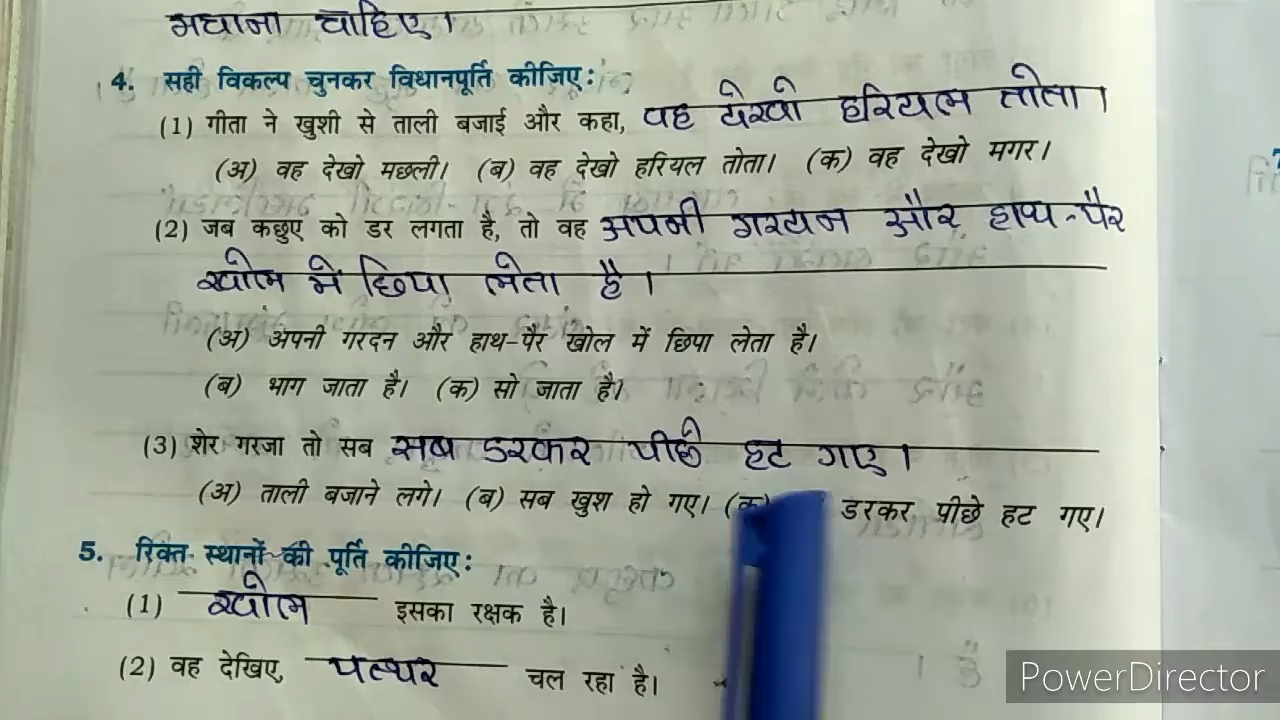 मचाना चाहिए।
4. सही विकल्प चुनकर विधानपूर्ति कीजिए:
(1) गीता ने खुशी से ताली बजाई और कहा, वह देखो हरियल तोता।
(अ) वह देखो मछली। (ब) वह देखो हरियल तोता। (क) वह देखो मगर।
(2) जब कछुए को डर लगता है, तो वह अपनी गरदन और हाथ-पैर
खोल में छिपा लेता है।
(अ) अपनी गरदन और हाथ-पैर खोल में छिपा लेता है।
(ब) भाग जाता है। (क) सो जाता है।
(3) शेर गरजा तो सब सब डरकर पीछे हट गए।
(अ) ताली बजाने लगे। (ब) सब खुश हो गए। (क) डरकर पीछे हट गए।
5. रिक्त स्थानों की पूर्ति कीजिए:
(1) खोल इसका रक्षक है।
(2) वह देखिए, पत्थर चल रहा है।
PowerDirector